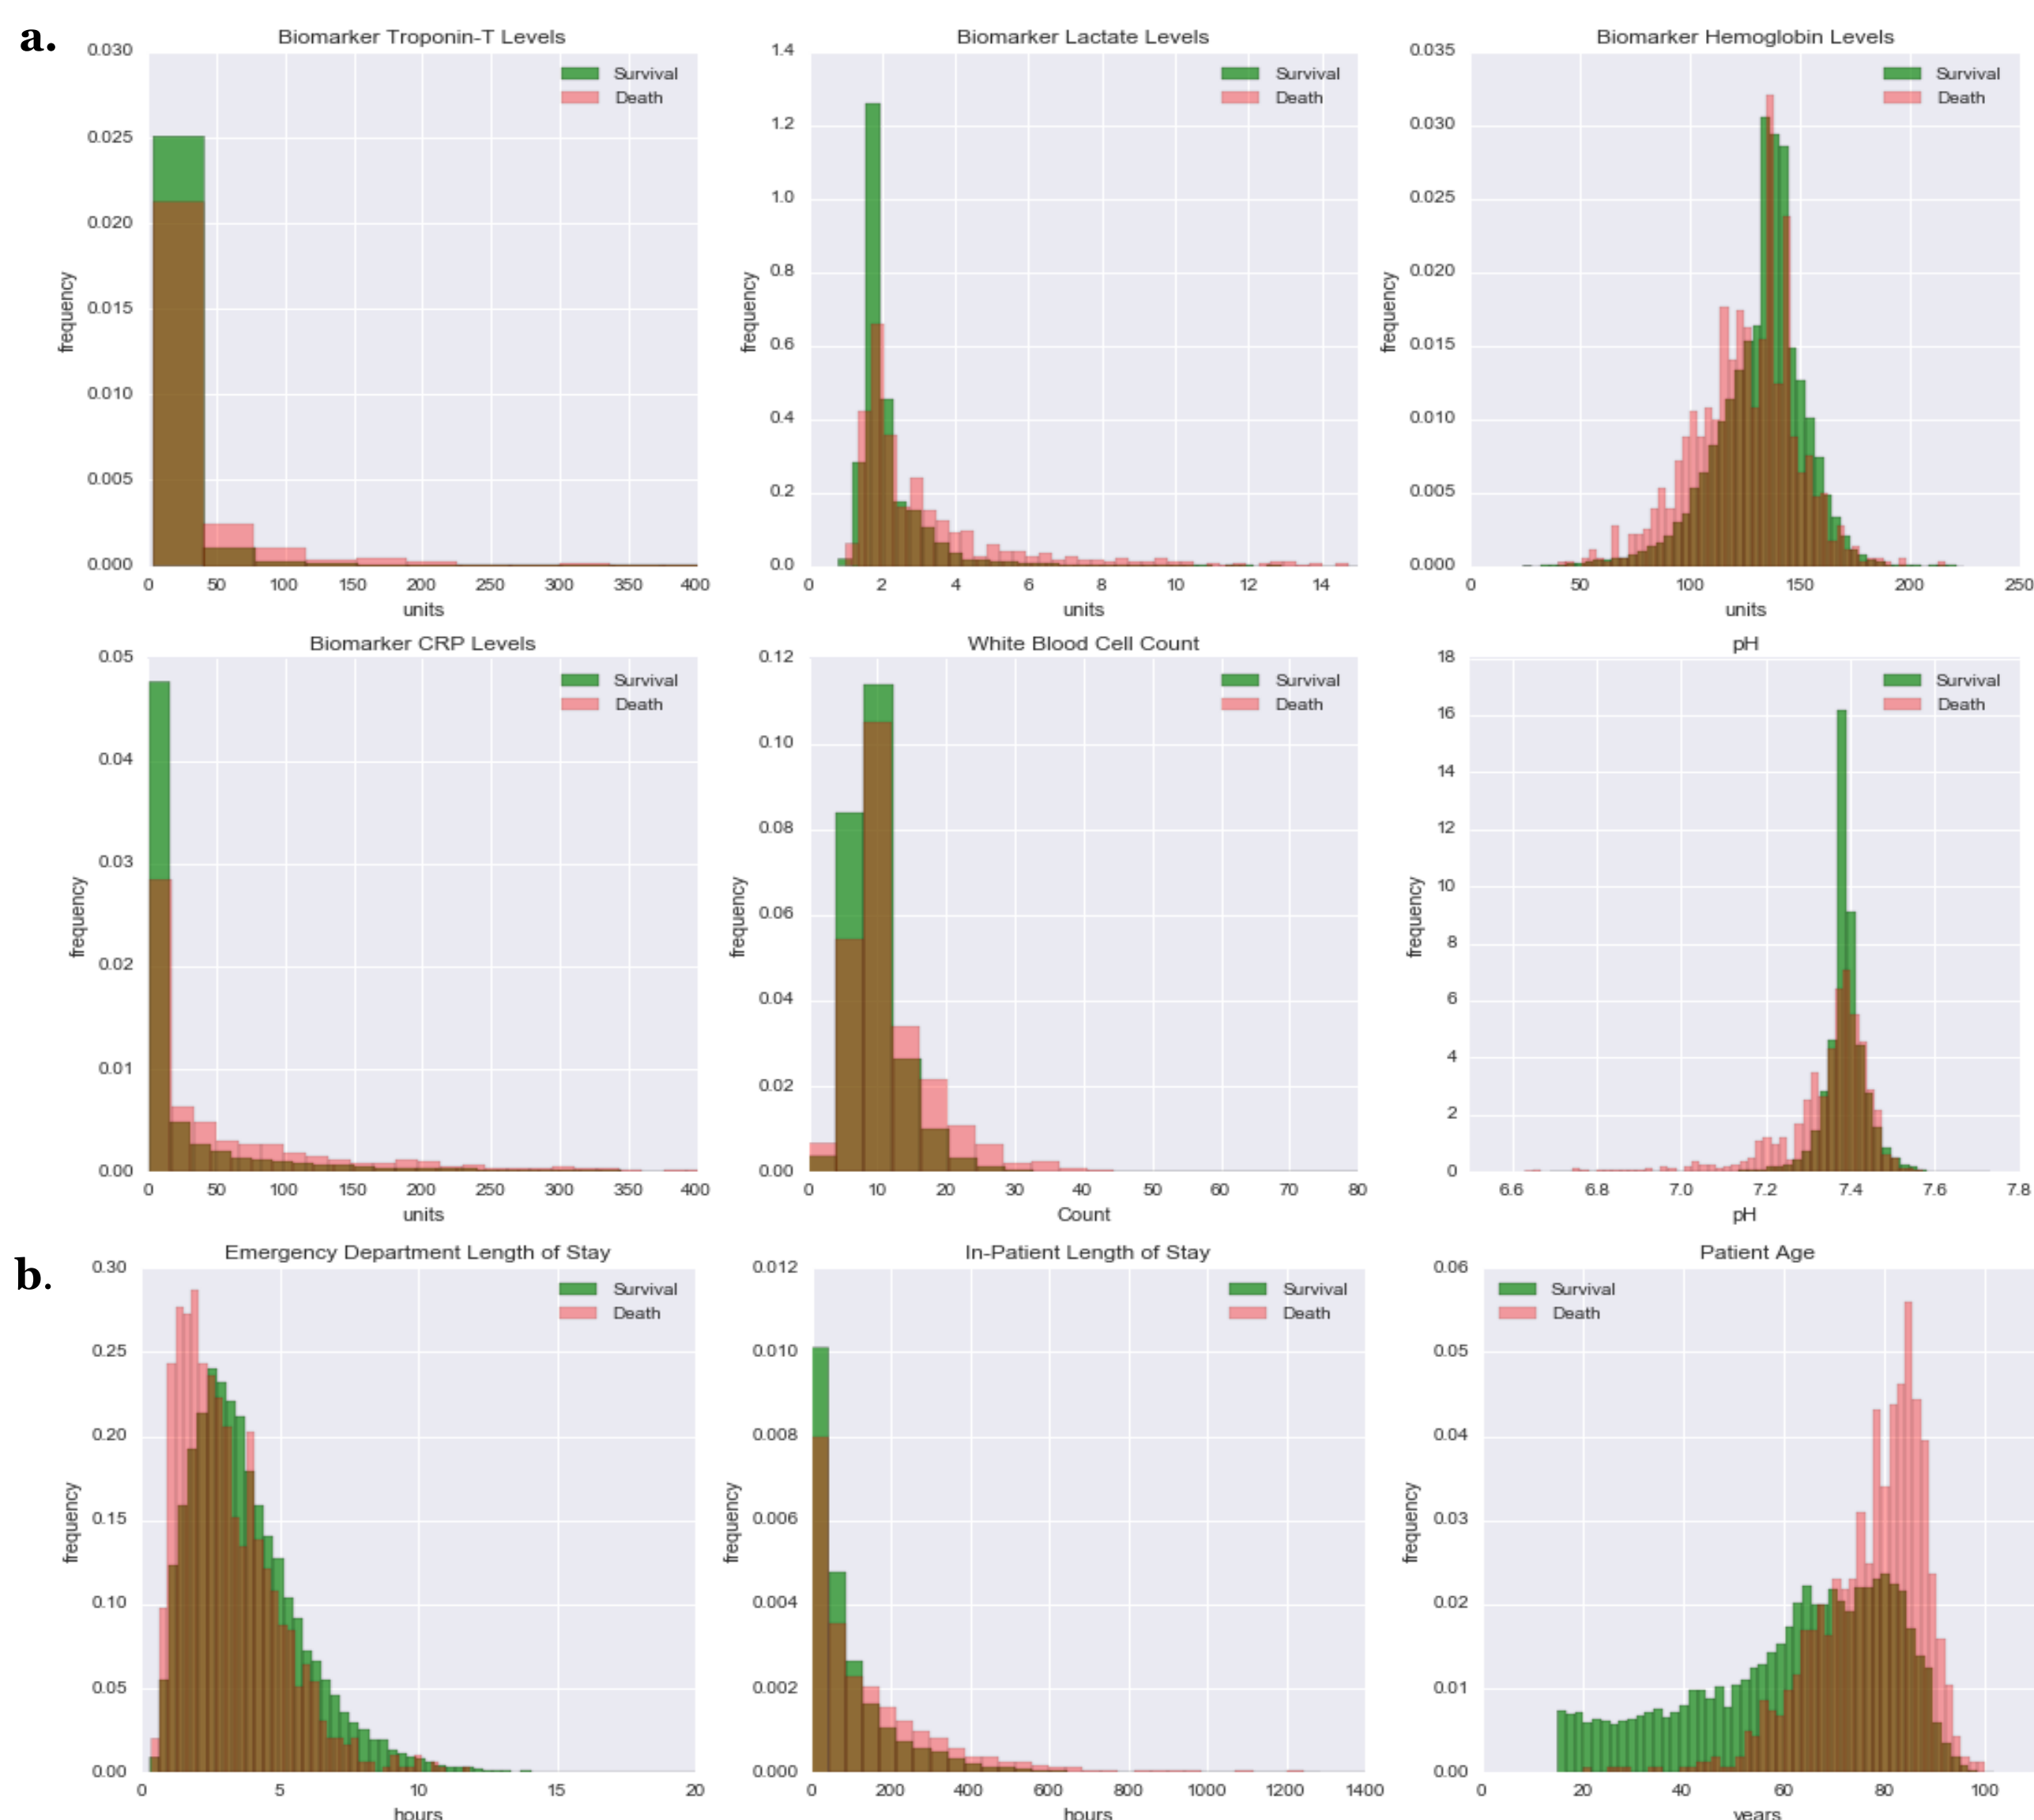 a.
Biomarker Troponin-T Levels
0.030
0.025
0.020
0.015
0.010
0.005
0.000
frequency
Survival
Death
0 50 100 150 200 250 300 350 400
units
Biomarker Lactate Levels
1.4
1.2
1.0
0.8
0.6
0.4
0.2
0.0
frequency
Survival
Death
0 2 4 6 8 10 12 14
units
Biomarker Hemoglobin Levels
0.035
0.030
0.025
0.020
0.015
0.010
0.005
0.000
frequency
Survival
Death
0 50 100 150 200 250
units
Biomarker CRP Levels
0.05
0.04
0.03
0.02
0.01
0.00
frequency
Survival
Death
0 50 100 150 200 250 300 350 400
units
White Blood Cell Count
0.12
0.10
0.08
0.06
0.04
0.02
0.00
frequency
Survival
Death
0 10 20 30 40 50 60 70 80
Count
pH
18
16
14
12
10
8
6
4
2
0
frequency
Survival
Death
6.6 6.8 7.0 7.2 7.4 7.6 7.8
pH
b.
Emergency Department Length of Stay
0.30
0.25
0.20
0.15
0.10
0.05
0.00
frequency
Survival
Death
0 5 10 15 20
hours
In-Patient Length of Stay
0.012
0.010
0.008
0.006
0.004
0.002
0.000
frequency
Survival
Death
0 200 400 600 800 1000 1200 1400
hours
Patient Age
0.06
0.05
0.04
0.03
0.02
0.01
0.00
frequency
Survival
Death
0 20 40 60 80 100
years